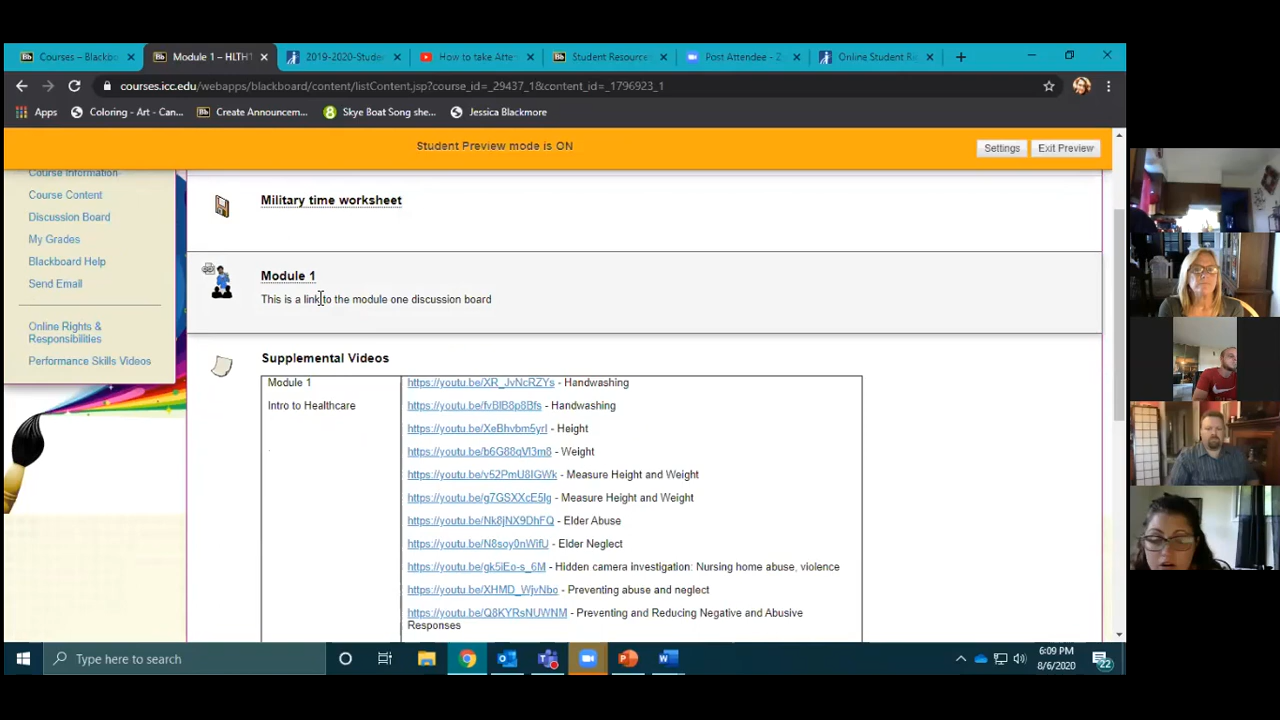 Courses – Blackbo
Module 1 – HLTH1
2019-2020-Stude
How to take Atte
Student Resource
Post Attendee - Z
Online Student R
courses.icc.edu/webapps/blackboard/content/listContent.jsp?course_id=_29437_1&content_id=_1796923_1
Apps
Coloring - Art - Can...
Create Announcem...
Skye Boat Song she...
Jessica Blackmore
Student Preview mode is ON
Settings
Exit Preview
Course Information
Course Content
Discussion Board
My Grades
Blackboard Help
Send Email
Online Rights &
Responsibilities
Performance Skills Videos
Military time worksheet
Module 1
This is a link to the module one discussion board
Supplemental Videos
Module 1
Intro to Healthcare
https://youtu.be/XR_JvNcRZYs - Handwashing
https://youtu.be/fvBlB8p8Bfs - Handwashing
https://youtu.be/XeBhvbm5yrI - Height
https://youtu.be/b6G88qVl3m8 - Weight
https://youtu.be/v52PmU8IGWk - Measure Height and Weight
https://youtu.be/g7GSXXcE5lg - Measure Height and Weight
https://youtu.be/Nk8jNX9DhFQ - Elder Abuse
https://youtu.be/N8soy0nWifU - Elder Neglect
https://youtu.be/gk5iEo-s_6M - Hidden camera investigation: Nursing home abuse, violence
https://youtu.be/XHMD_WjvNbo - Preventing abuse and neglect
https://youtu.be/Q8KYRsNUWNM - Preventing and Reducing Negative and Abusive
Responses
Type here to search
6:09 PM
8/6/2020
22